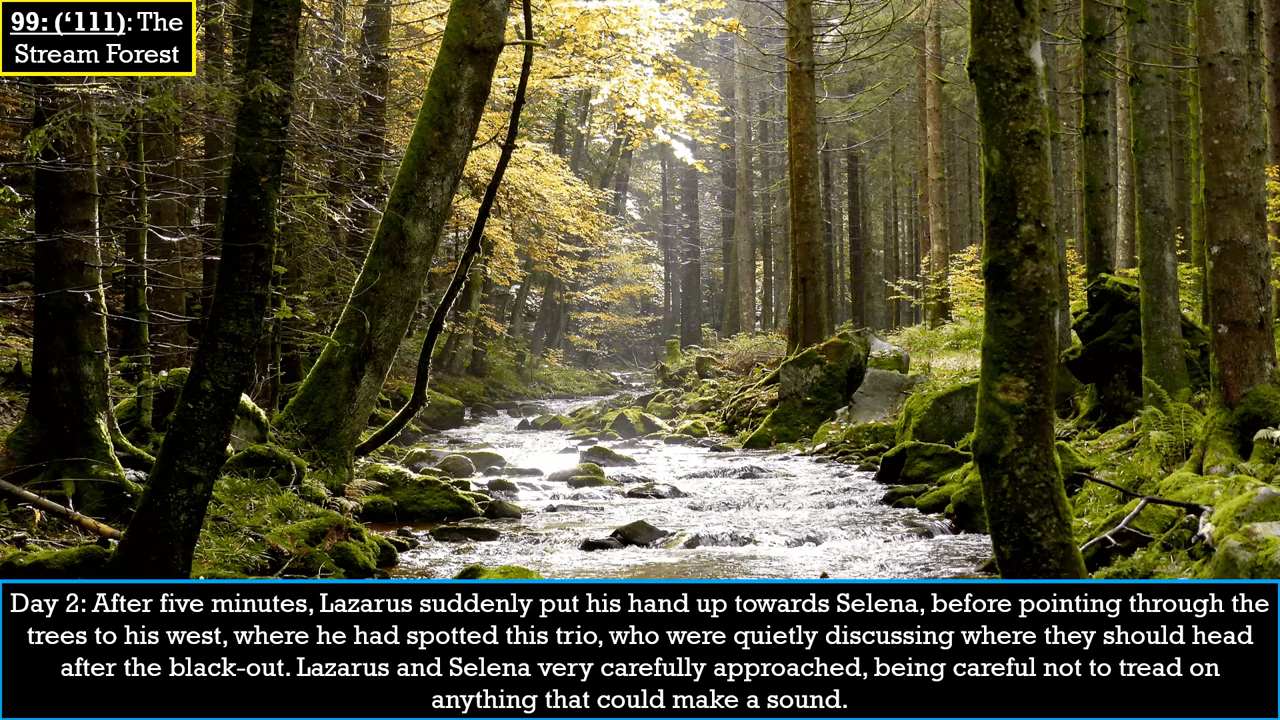 99: (‘111): The
Stream Forest
Day 2: After five minutes, Lazarus suddenly put his hand up towards Selena, before pointing through the
trees to his west, where he had spotted this trio, who were quietly discussing where they should head
after the black-out. Lazarus and Selena very carefully approached, being careful not to tread on
anything that could make a sound.